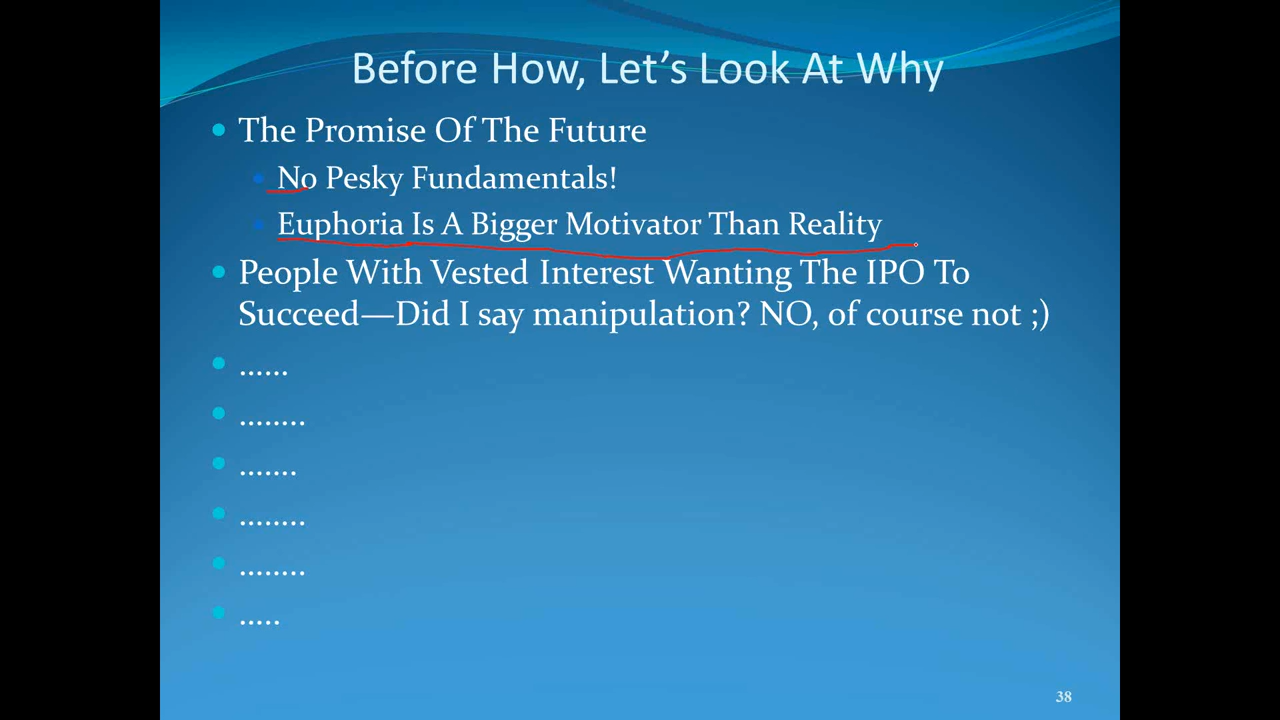 Before How, Let's Look At Why
• The Promise Of The Future
• No Pesky Fundamentals!
• Euphoria Is A Bigger Motivator Than Reality
• People With Vested Interest Wanting The IPO To
Succeed—Did I say manipulation? NO, of course not ;)
• ......
• ........
• .......
• ........
• ........
• .....
38